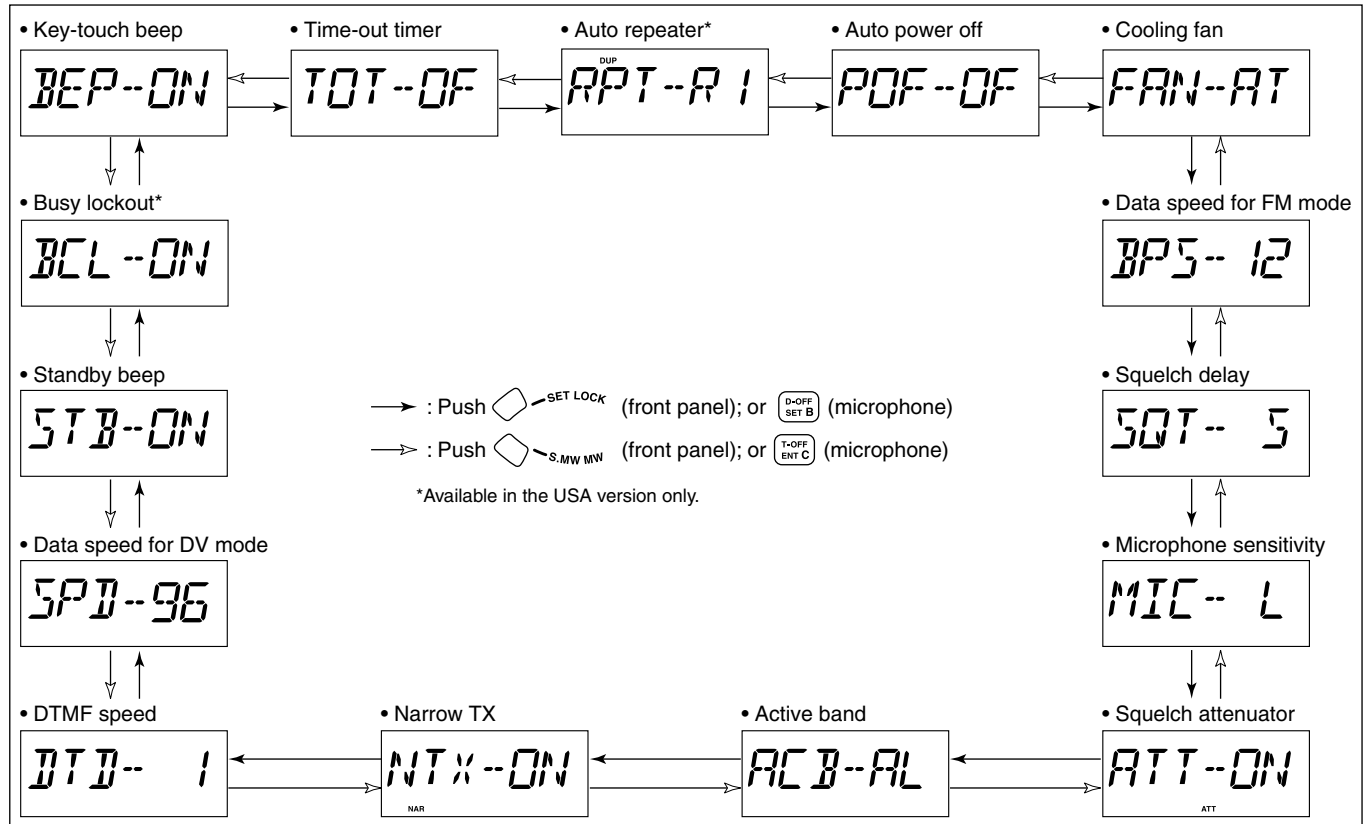 • Key-touch beep
• Time-out timer
• Auto repeater*
• Auto power off
• Cooling fan
BEP-ON
TOT-OF
DUP
RPT-R1
POF-OF
FAN-AT
• Busy lockout*
• Data speed for FM mode
BCL-ON
BPS-12
• Standby beep
• Squelch delay
STB-ON
SQT- S
: Push SET LOCK (front panel); or D-OFF SET B (microphone)
: Push S.MW MW (front panel); or T-OFF ENT C (microphone)
*Available in the USA version only.
• Data speed for DV mode
• Microphone sensitivity
SPD-96
MIC- L
• DTMF speed
• Narrow TX
• Active band
• Squelch attenuator
DTD- 1
NTX-ON
NAR
ACB-AL
ATT-ON
ATT